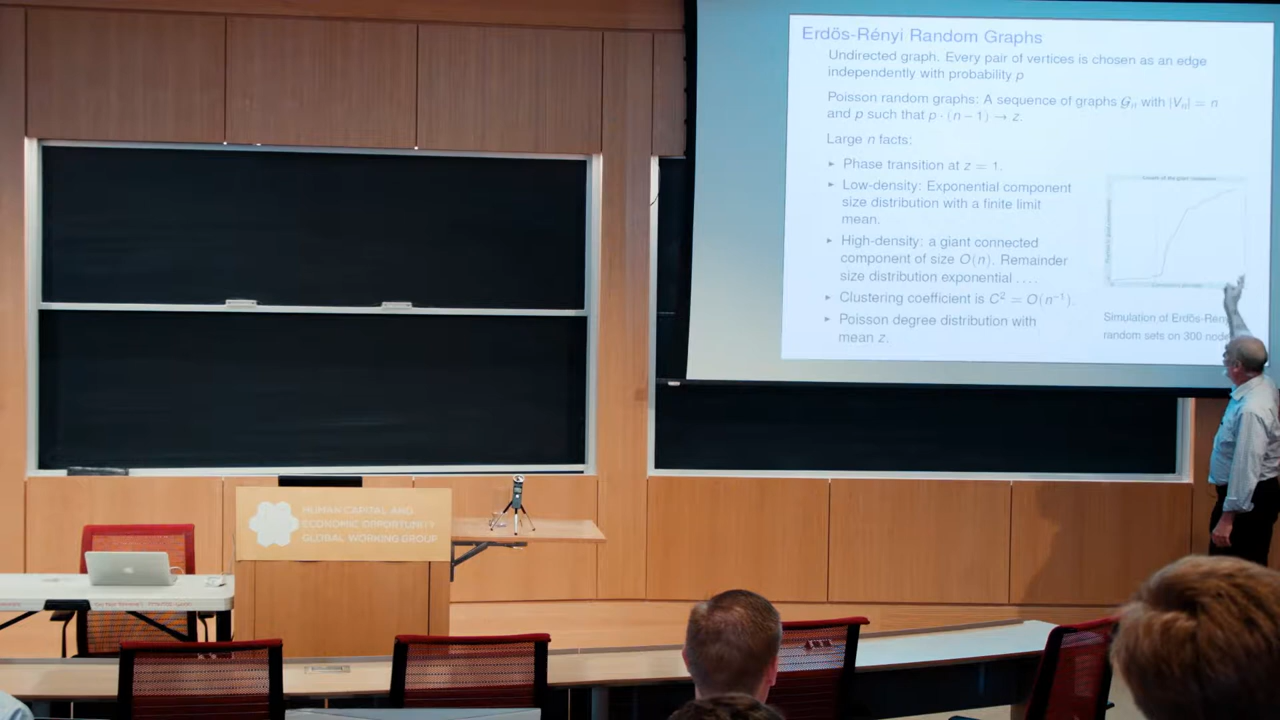 Erdös-Rényi Random Graphs
Undirected graph. Every pair of vertices is chosen as an edge
independently with probability p
Poisson random graphs: A sequence of graphs 𝒢n with |Vn| = n
and p such that p · (n − 1) → z.
Large n facts:
▸ Phase transition at z = 1.
▸ Low-density: Exponential component
size distribution with a finite limit
mean.
▸ High-density: a giant connected
component of size O(n). Remainder
size distribution exponential ....
▸ Clustering coefficient is C² = O(n⁻¹).
▸ Poisson degree distribution with
mean z.
Simulation of Erdös-Ren
random sets on 300 node
HUMAN CAPITAL AND
ECONOMIC OPPORTUNITY
GLOBAL WORKING GROUP